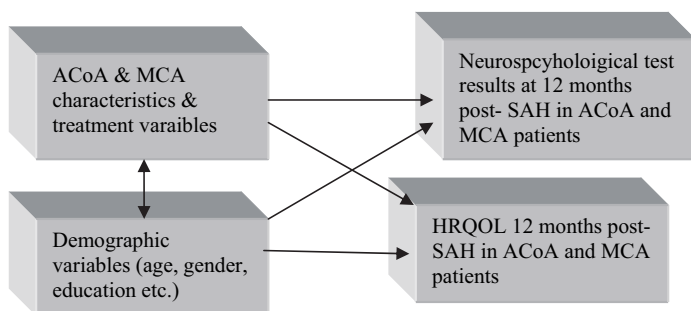 ACoA & MCA
characteristics &
treatment varaibles
Neurospcyholoigical test
results at 12 months
post- SAH in ACoA and
MCA patients
Demographic
variables (age, gender,
education etc.)
HRQOL 12 months post-
SAH in ACoA and MCA
patients